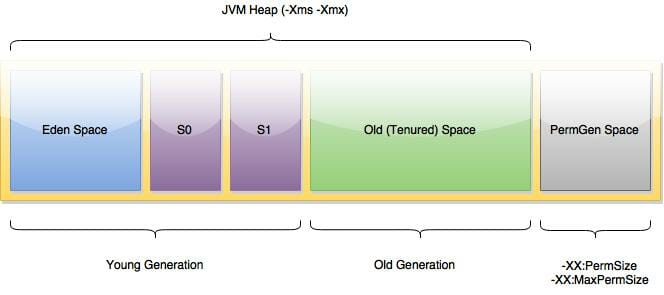 JVM Heap (-Xms -Xmx)
Eden Space
S0
S1
Old (Tenured) Space
PermGen Space
Young Generation
Old Generation
-XX:PermSize
-XX:MaxPermSize